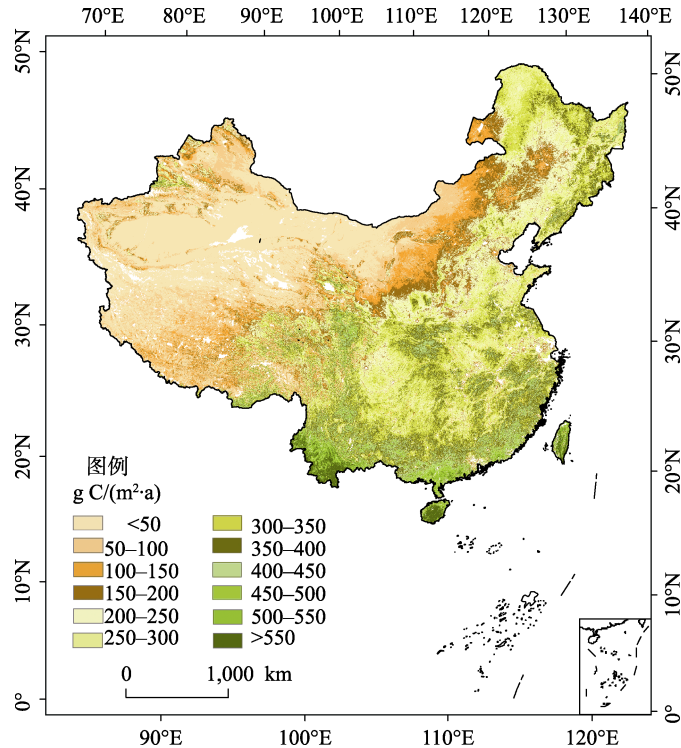 70°E 80°E 90°E 100°E 110°E 120°E 130°E 140°E
50°N
50°N
40°N
40°N
30°N
30°N
20°N
20°N
10°N
10°N
0°
0°
图例
g C/(m²·a)
<50
50–100
100–150
150–200
200–250
250–300
300–350
350–400
400–450
450–500
500–550
>550
0 1,000 km
90°E 100°E 110°E 120°E